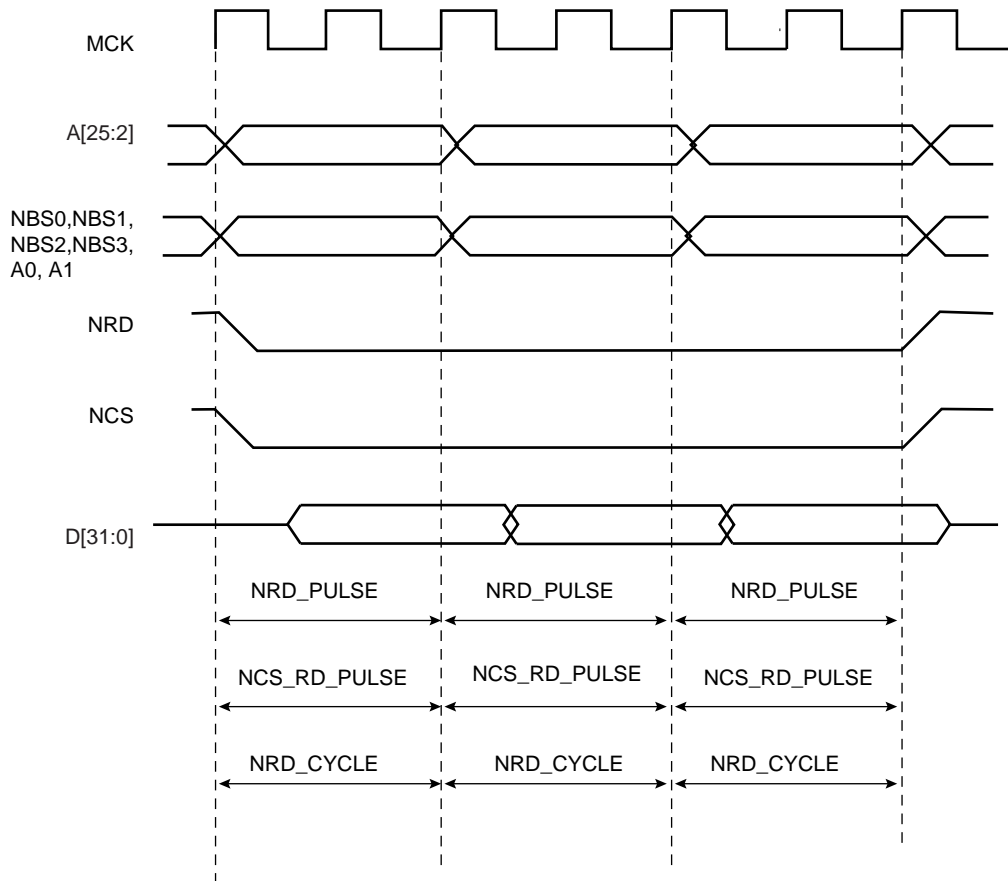 MCK
A[25:2]
NBS0,NBS1,
NBS2,NBS3,
A0, A1
NRD
NCS
D[31:0]
NRD_PULSE NRD_PULSE NRD_PULSE
NCS_RD_PULSE NCS_RD_PULSE NCS_RD_PULSE
NRD_CYCLE NRD_CYCLE NRD_CYCLE